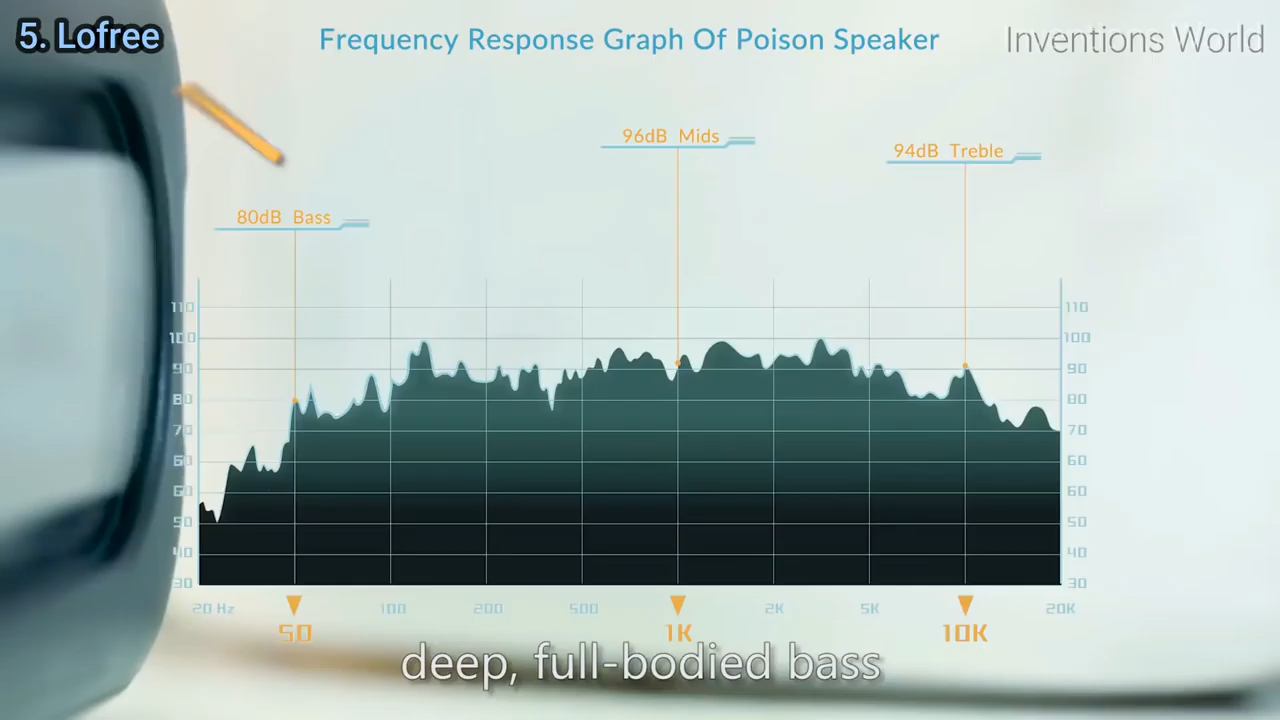 5. Lofree
Frequency Response Graph Of Poison Speaker
Inventions World
96dB Mids
94dB Treble
80dB Bass
110 110
100 100
90 90
80 80
70 70
60 60
60 60
50 50
40 40
30 30
20 Hz 50 100 200 500 1K 2K 5K 10K 20K
deep, full-bodied bass